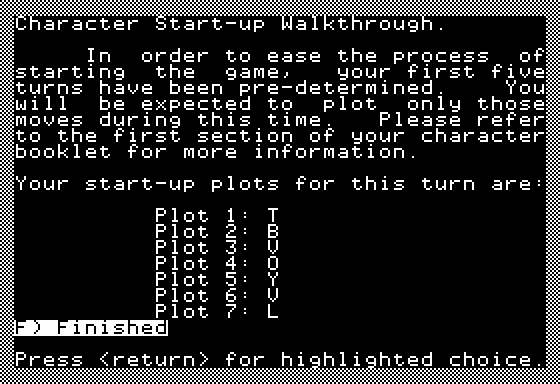 Character Start-up Walkthrough.
In order to ease the process of
starting the game, your first five
turns have been pre-determined. You
will be expected to plot only those
moves during this time. Please refer
to the first section of your character
booklet for more information.
Your start-up plots for this turn are:
Plot 1: T
Plot 2: B
Plot 3: V
Plot 4: O
Plot 5: Y
Plot 6: V
Plot 7: L
F) Finished
Press <return> for highlighted choice.